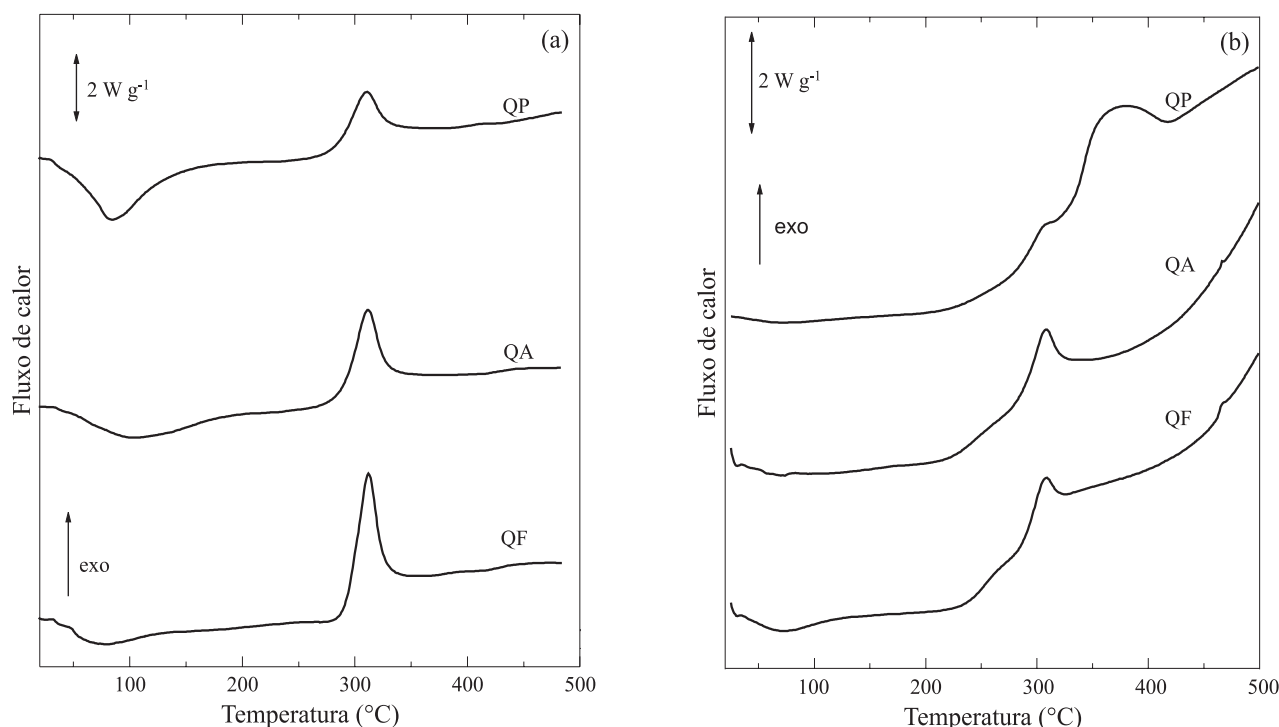 (a)
2 W g⁻¹
QP
QA
QF
exo
Fluxo de calor
100
200
300
400
500
Temperatura (°C)
(b)
2 W g⁻¹
QP
exo
QA
QF
Fluxo de calor
100
200
300
400
500
Temperatura (°C)